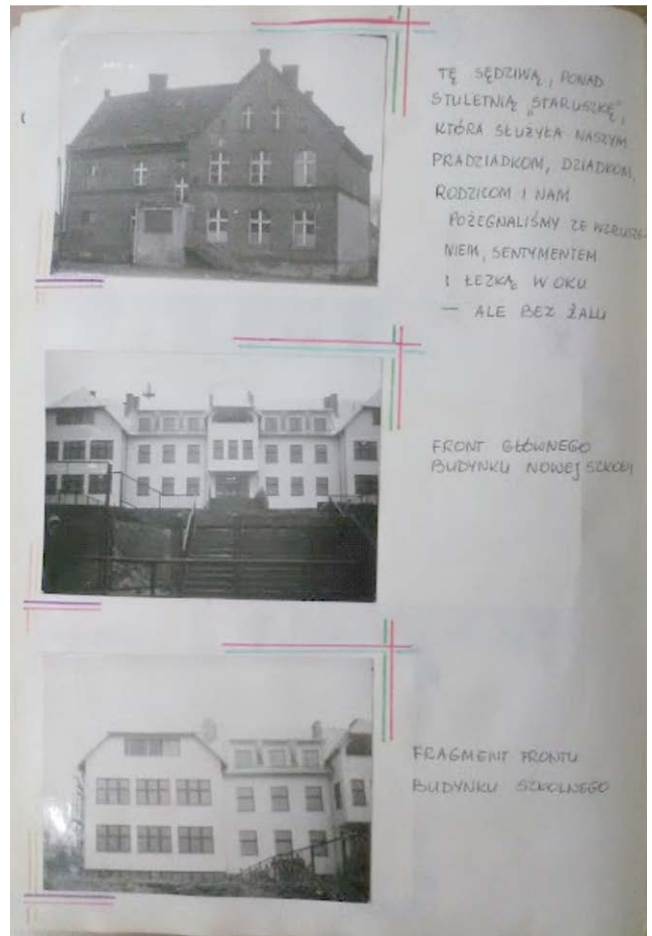 TĘ SĘDZIWĄ, PONAD
STULETNIĄ „STARUSZKĘ”,
KTÓRA SŁUŻYŁA NASZYM
PRADZIADKOM, DZIADKOM,
RODZICOM I NAM
POŻEGNALIŚMY ZE WZRUSZE-
NIEM, SENTYMENTEM
I ŁEZKĄ W OKU
— ALE BEZ ŻALU
FRONT GŁÓWNEGO
BUDYNKU NOWEJ SZKOŁY
FRAGMENT FRONTU
BUDYNKU SZKOLNEGO